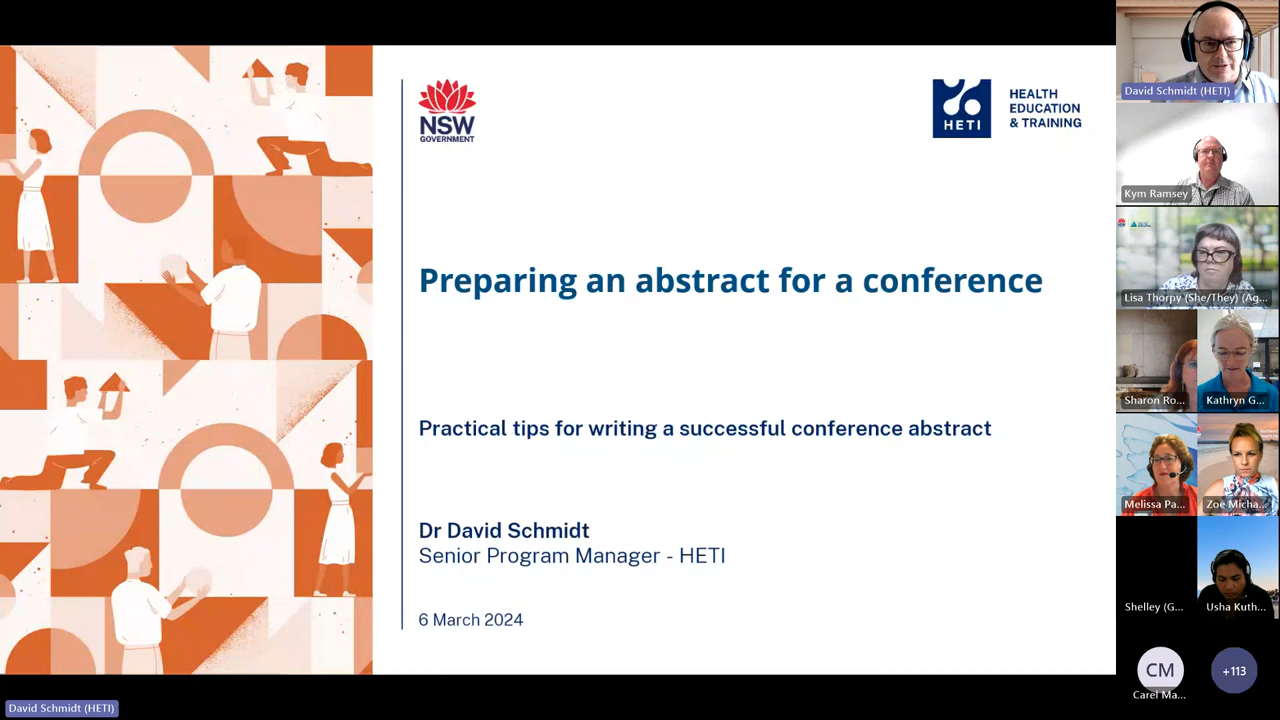 NSW
GOVERNMENT
HETI
HEALTH
EDUCATION
& TRAINING
Preparing an abstract for a conference
Practical tips for writing a successful conference abstract
Dr David Schmidt
Senior Program Manager - HETI
6 March 2024
David Schmidt (HETI)
David Schmidt (HETI)
Kym Ramsey
Lisa Thorpy (She/They) (Ag...
Sharon Ro...
Kathryn G...
Melissa Pa...
Zoe Micha...
Shelley (G...
Usha Kuth...
CM
Carel Ma...
+113